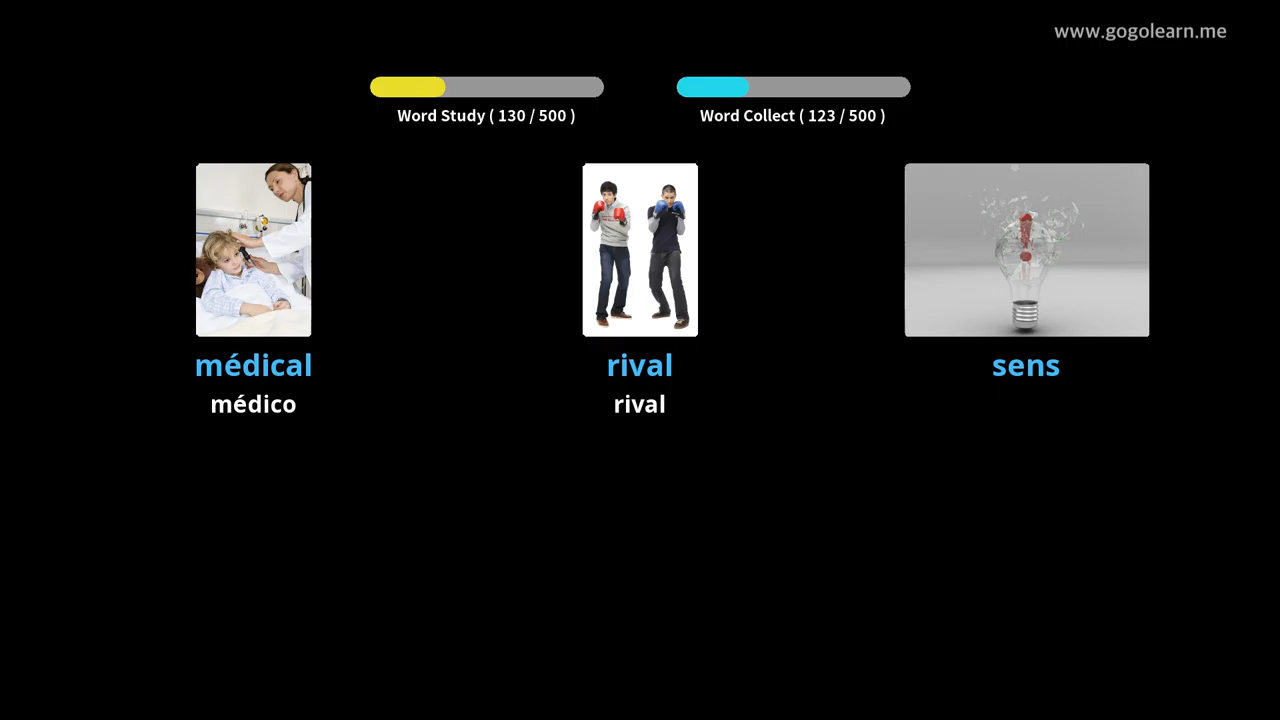 www.gogolearn.me
Word Study ( 130 / 500 )
Word Collect ( 123 / 500 )
médical
rival
sens
médico
rival